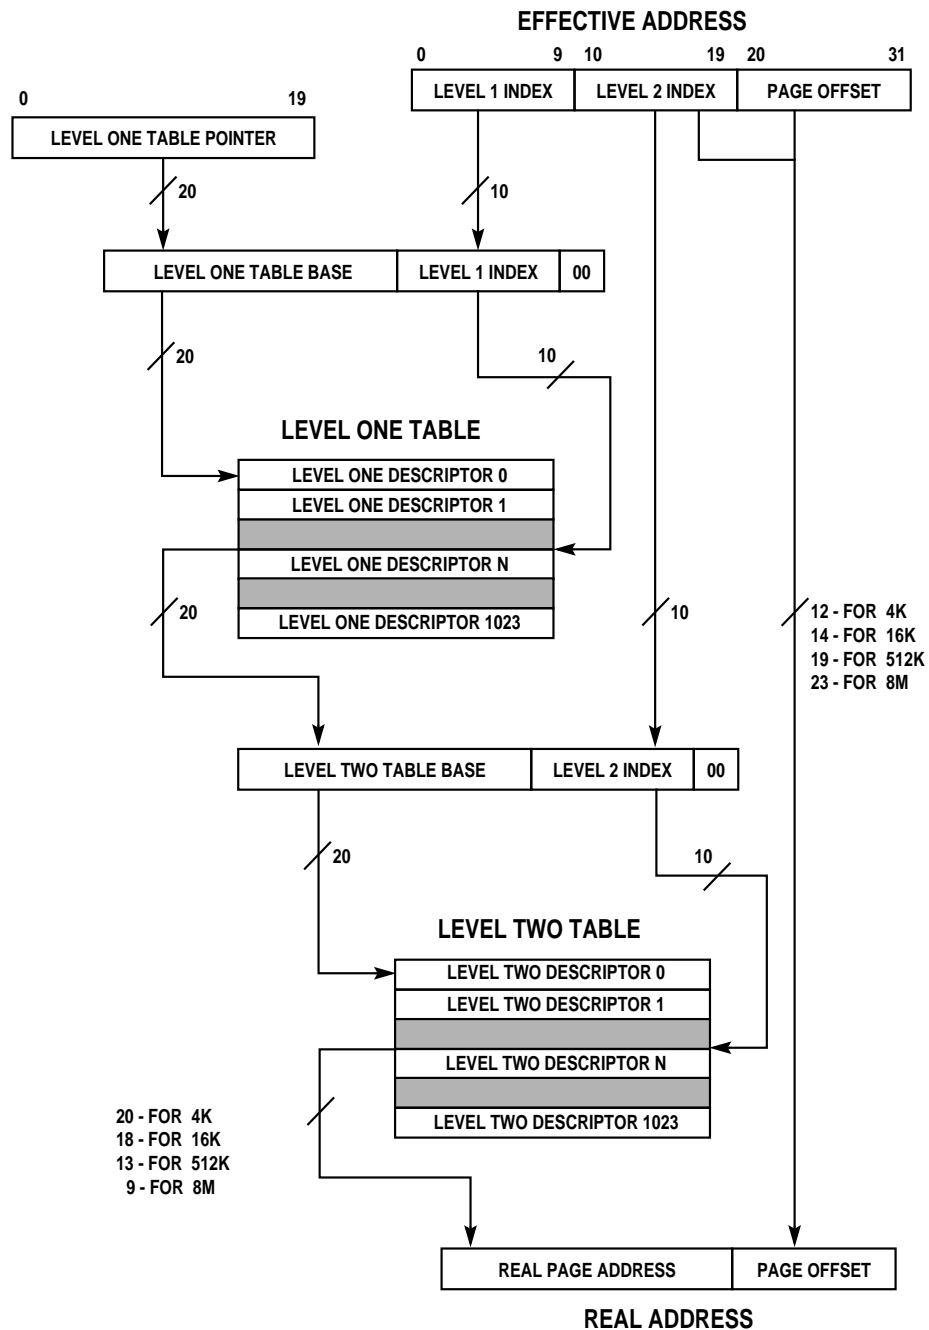 EFFECTIVE ADDRESS
0 9 10 19 20 31
LEVEL 1 INDEX LEVEL 2 INDEX PAGE OFFSET
0 19
LEVEL ONE TABLE POINTER
20 10
LEVEL ONE TABLE BASE LEVEL 1 INDEX 00
20 10
LEVEL ONE TABLE
LEVEL ONE DESCRIPTOR 0
LEVEL ONE DESCRIPTOR 1
LEVEL ONE DESCRIPTOR N
LEVEL ONE DESCRIPTOR 1023
20 10
12 - FOR 4K
14 - FOR 16K
19 - FOR 512K
23 - FOR 8M
LEVEL TWO TABLE BASE LEVEL 2 INDEX 00
20 10
LEVEL TWO TABLE
LEVEL TWO DESCRIPTOR 0
LEVEL TWO DESCRIPTOR 1
LEVEL TWO DESCRIPTOR N
LEVEL TWO DESCRIPTOR 1023
20 - FOR 4K
18 - FOR 16K
13 - FOR 512K
9 - FOR 8M
REAL PAGE ADDRESS PAGE OFFSET
REAL ADDRESS